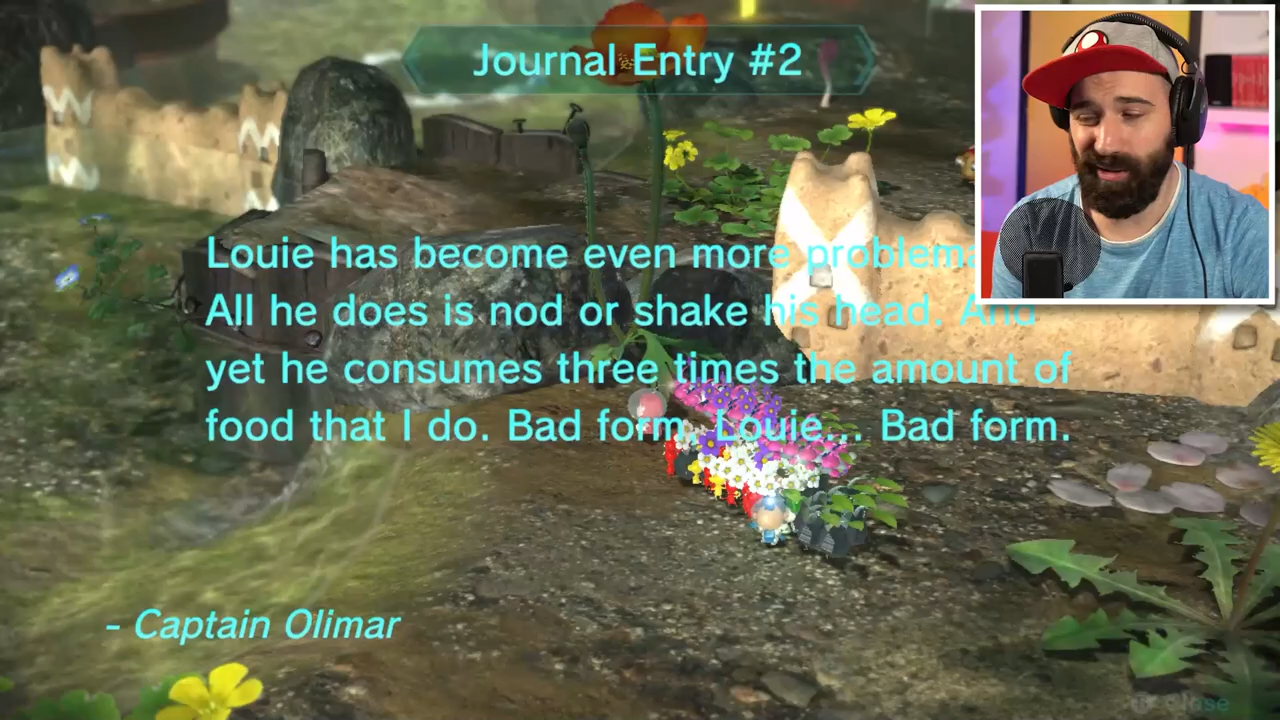 Journal Entry #2
Louie has become even more problema
All he does is nod or shake his head. And
yet he consumes three times the amount of
food that I do. Bad form, Louie... Bad form.
- Captain Olimar